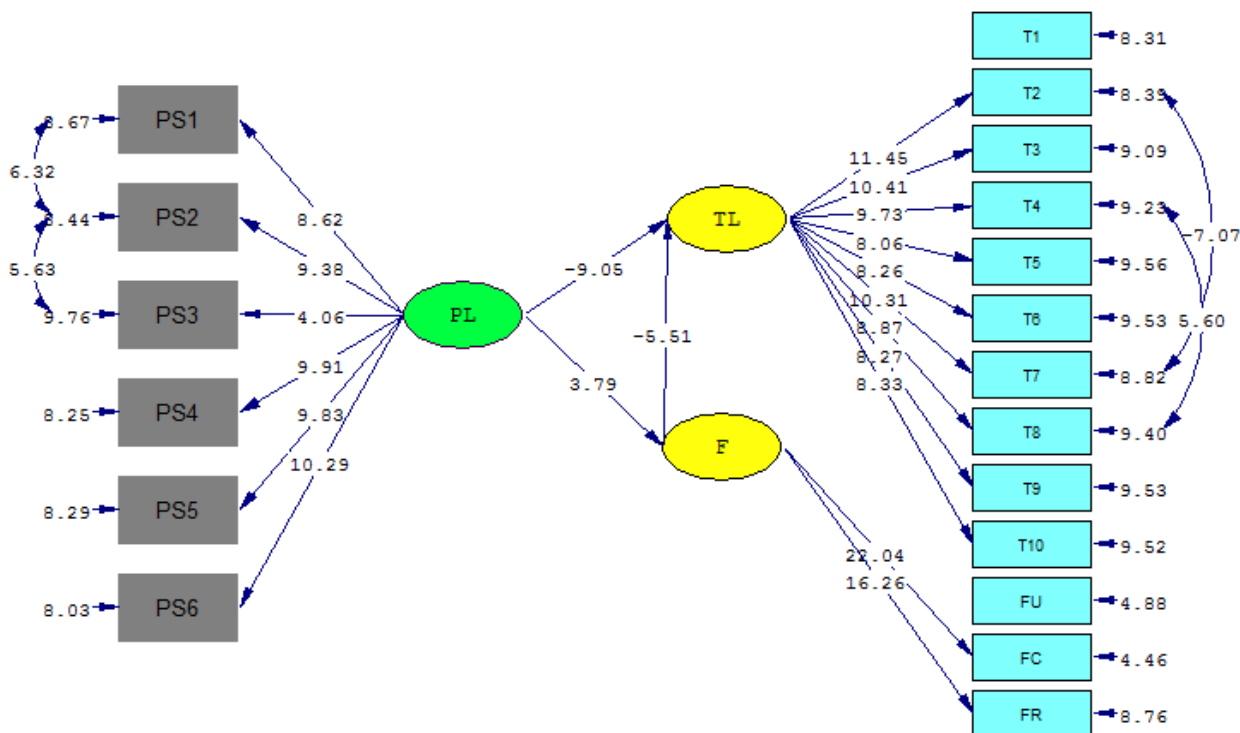 8.67
PS1
6.32
8.44
PS2
5.63
9.76
PS3
8.25
PS4
8.29
PS5
8.03
PS6
8.62
9.38
4.06
9.91
9.83
10.29
PL
-9.05
3.79
-5.51
TL
F
11.45
10.41
9.73
8.06
8.26
10.31
8.87
8.27
8.33
22.04
16.26
T1
8.31
T2
8.39
T3
9.09
T4
9.23
T5
9.56
T6
9.53
T7
8.82
T8
9.40
T9
9.53
T10
9.52
FU
4.88
FC
4.46
FR
8.76
-7.07
5.60